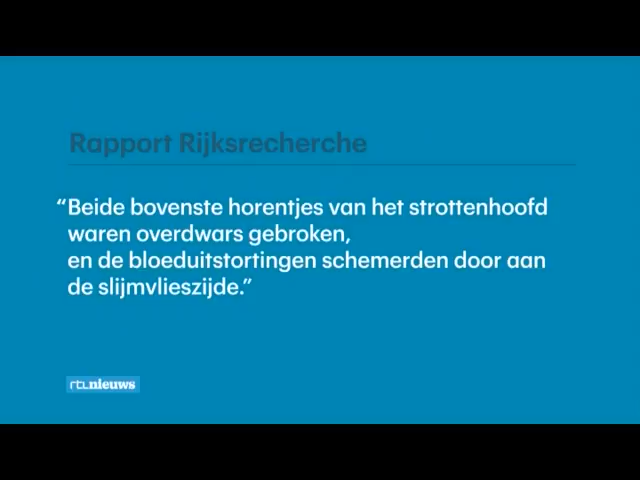 Rapport Rijksrecherche
“Beide bovenste horentjes van het strottenhoofd
waren overdwars gebroken,
en de bloeduitstortingen schemerden door aan
de slijmvlieszijde.”
rtlnieuws